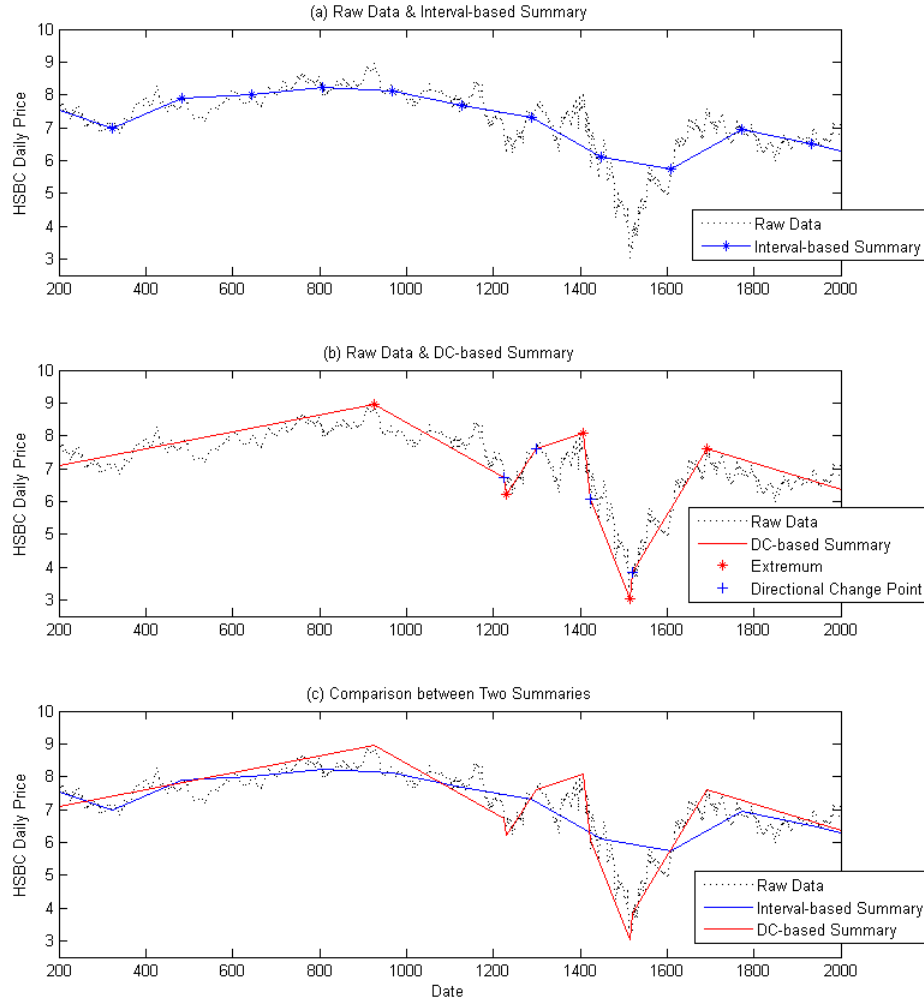 (a) Raw Data & Interval-based Summary
10
9
8
7
6
5
4
3
HSBC Daily Price
200 400 600 800 1000 1200 1400 1600 1800 2000
Raw Data
Interval-based Summary
(b) Raw Data & DC-based Summary
10
9
8
7
6
5
4
3
HSBC Daily Price
200 400 600 800 1000 1200 1400 1600 1800 2000
Raw Data
DC-based Summary
Extremum
Directional Change Point
(c) Comparison between Two Summaries
10
9
8
7
6
5
4
3
HSBC Daily Price
200 400 600 800 1000 1200 1400 1600 1800 2000
Date
Raw Data
Interval-based Summary
DC-based Summary